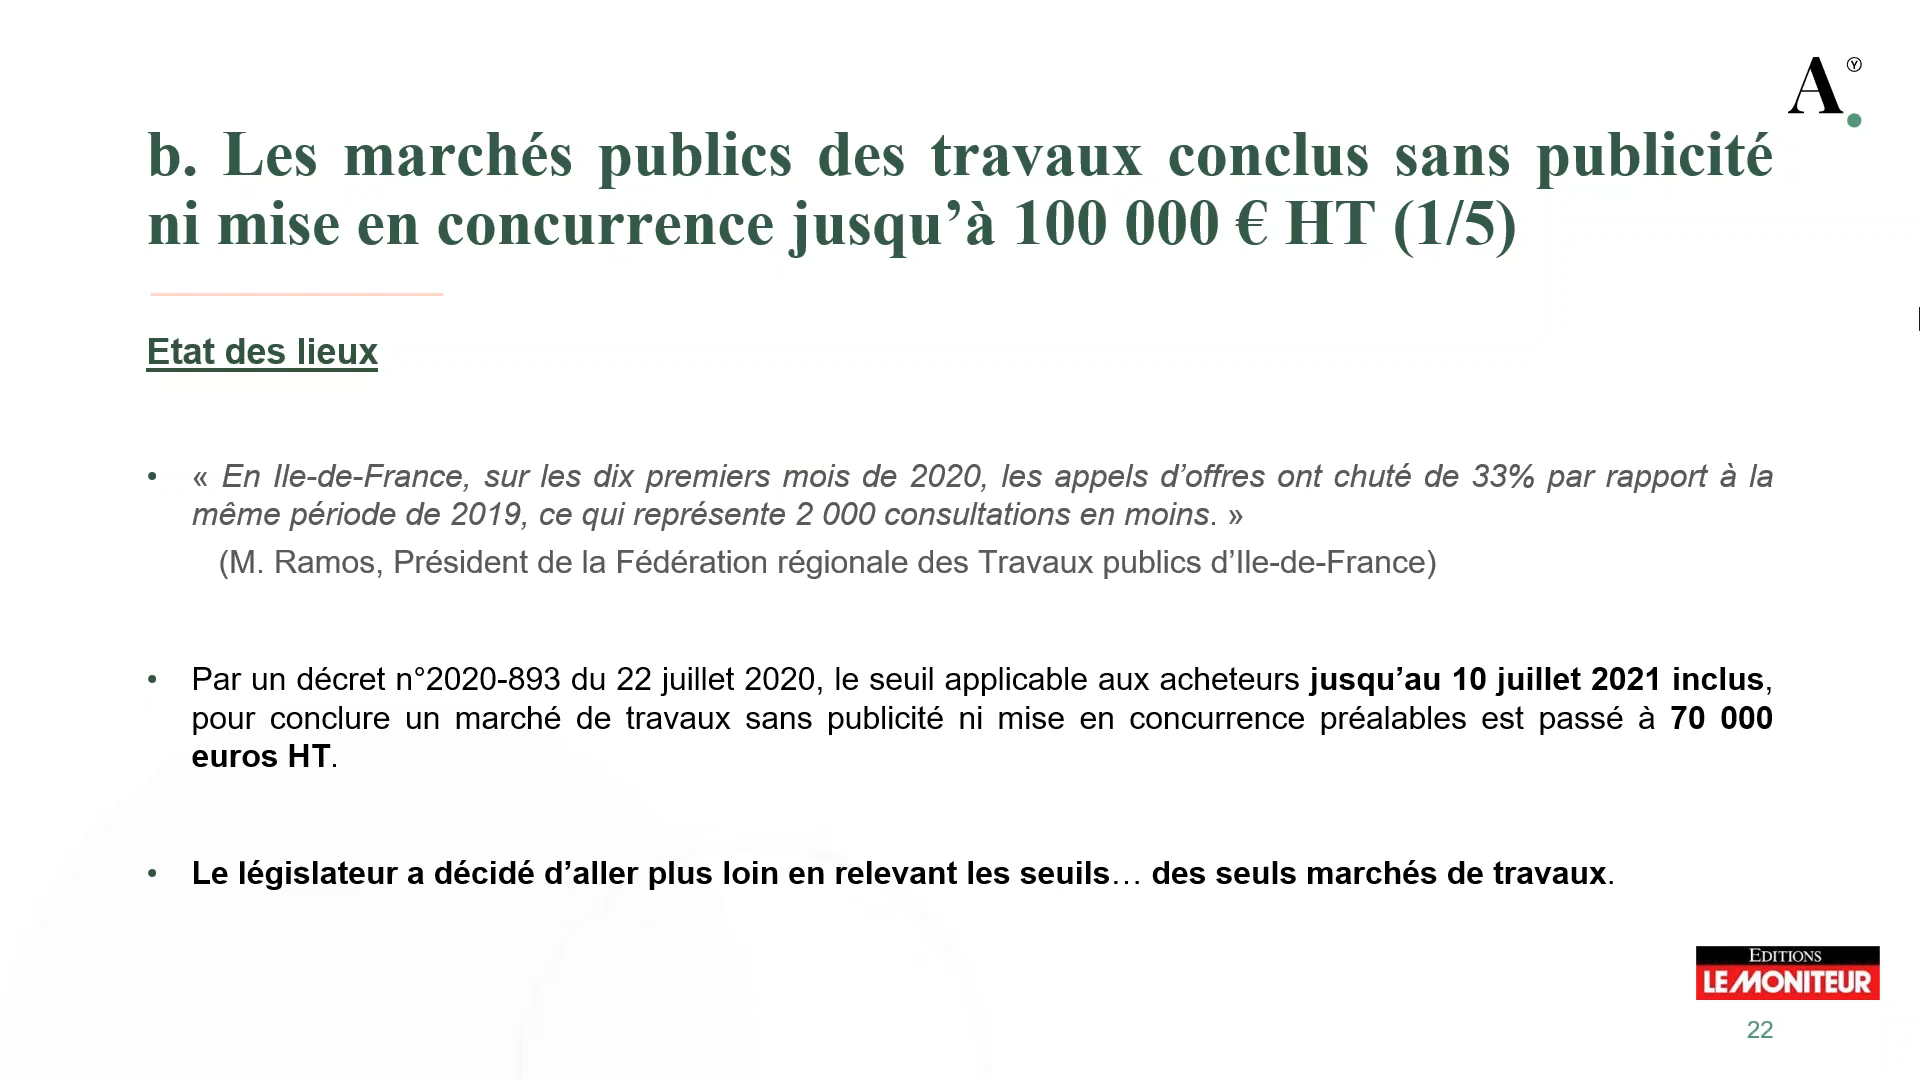 A
b. Les marchés publics des travaux conclus sans publicité
ni mise en concurrence jusqu’à 100 000 € HT (1/5)
Etat des lieux
• « En Ile-de-France, sur les dix premiers mois de 2020, les appels d’offres ont chuté de 33% par rapport à la
même période de 2019, ce qui représente 2 000 consultations en moins. »
(M. Ramos, Président de la Fédération régionale des Travaux publics d’Ile-de-France)
• Par un décret n°2020-893 du 22 juillet 2020, le seuil applicable aux acheteurs jusqu’au 10 juillet 2021 inclus,
pour conclure un marché de travaux sans publicité ni mise en concurrence préalables est passé à 70 000
euros HT.
• Le législateur a décidé d’aller plus loin en relevant les seuils… des seuls marchés de travaux.
EDITIONS
LE MONITEUR
22